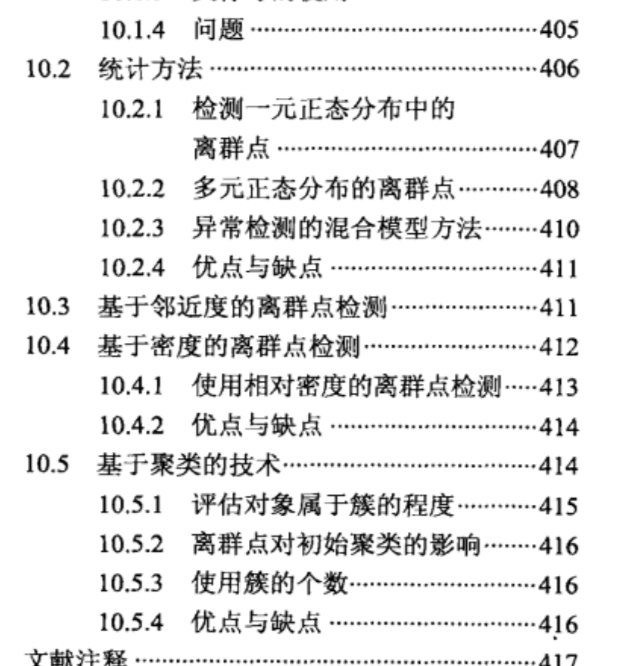 10.1.4 问题 ……………………………405
10.2 统计方法 ……………………………406
10.2.1 检测一元正态分布中的
离群点 ……………………………407
10.2.2 多元正态分布的离群点…………408
10.2.3 异常检测的混合模型方法………410
10.2.4 优点与缺点 ……………………411
10.3 基于邻近度的离群点检测……………411
10.4 基于密度的离群点检测………………412
10.4.1 使用相对密度的离群点检测……413
10.4.2 优点与缺点 ……………………414
10.5 基于聚类的技术………………………414
10.5.1 评估对象属于簇的程度…………415
10.5.2 离群点对初始聚类的影响………416
10.5.3 使用簇的个数……………………416
10.5.4 优点与缺点 ……………………416
文献注释 ……………………………………417